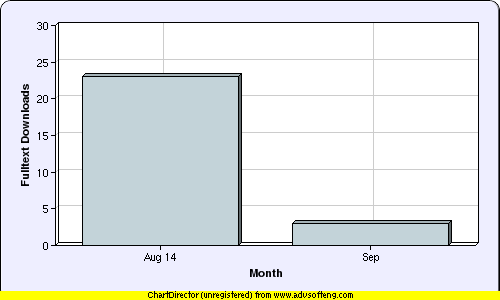 30
25
20
15
10
5
0
Fulltext Downloads
Aug 14 Sep
Month
ChartDirector (unregistered) from www.advsofteng.com